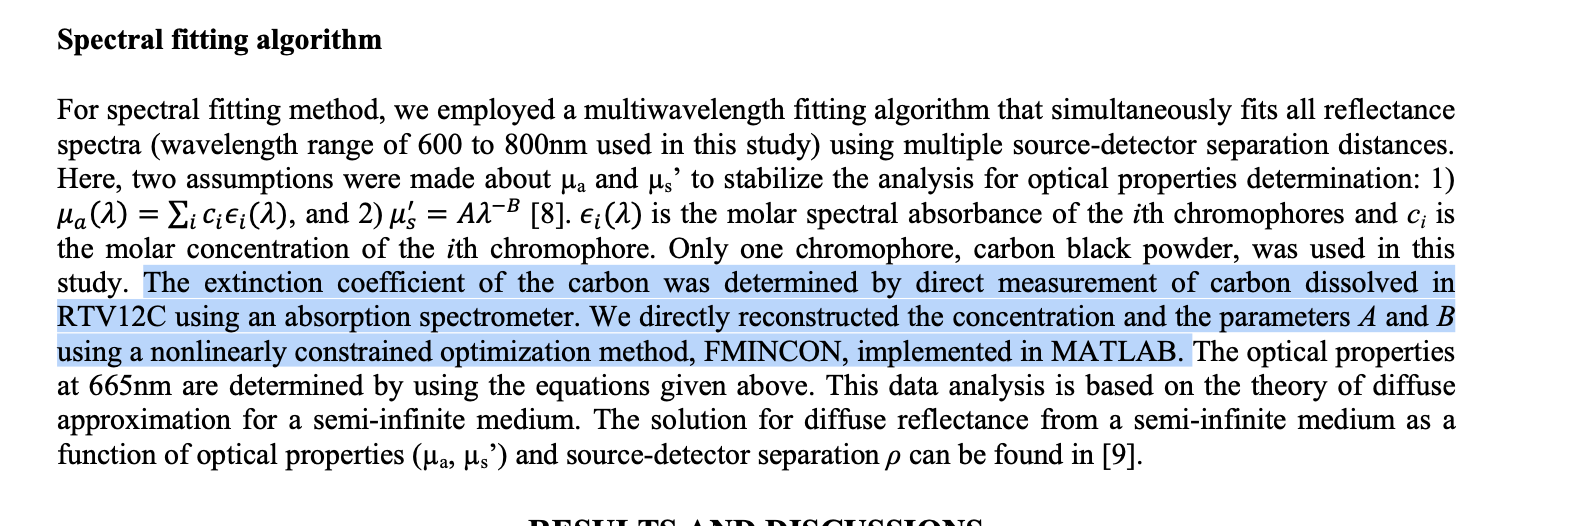 Spectral fitting algorithm
For spectral fitting method, we employed a multiwavelength fitting algorithm that simultaneously fits all reflectance
spectra (wavelength range of 600 to 800nm used in this study) using multiple source-detector separation distances.
Here, two assumptions were made about μa and μs’ to stabilize the analysis for optical properties determination: 1)
μa(λ) = ∑i ciϵi(λ), and 2) μs′ = Aλ−B [8]. ϵi(λ) is the molar spectral absorbance of the ith chromophores and ci is
the molar concentration of the ith chromophore. Only one chromophore, carbon black powder, was used in this
study. The extinction coefficient of the carbon was determined by direct measurement of carbon dissolved in
RTV12C using an absorption spectrometer. We directly reconstructed the concentration and the parameters A and B
using a nonlinearly constrained optimization method, FMINCON, implemented in MATLAB. The optical properties
at 665nm are determined by using the equations given above. This data analysis is based on the theory of diffuse
approximation for a semi-infinite medium. The solution for diffuse reflectance from a semi-infinite medium as a
function of optical properties (μa, μs’) and source-detector separation ρ can be found in [9].
RESULTS AND DISCUSSIONS